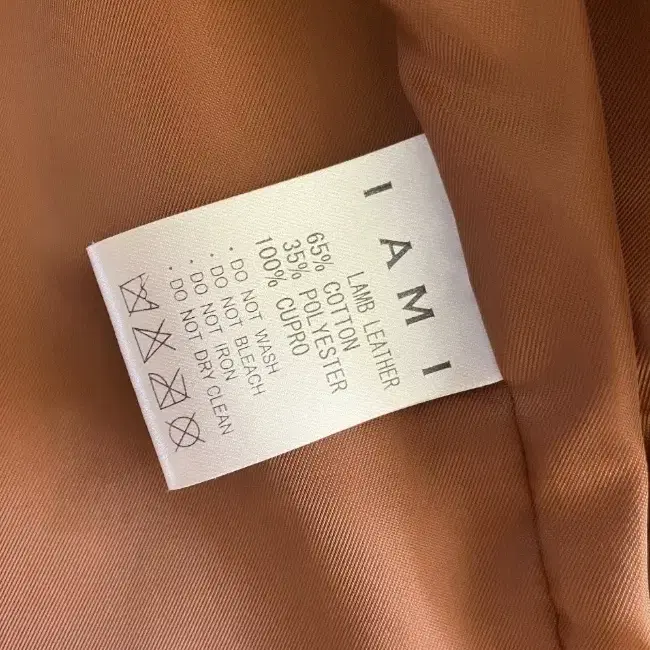 I AM I
LAMB LEATHER
65% COTTON
35% POLYESTER
100% CUPRO
· DO NOT WASH
· DO NOT BLEACH
· DO NOT IRON
· DO NOT DRY CLEAN